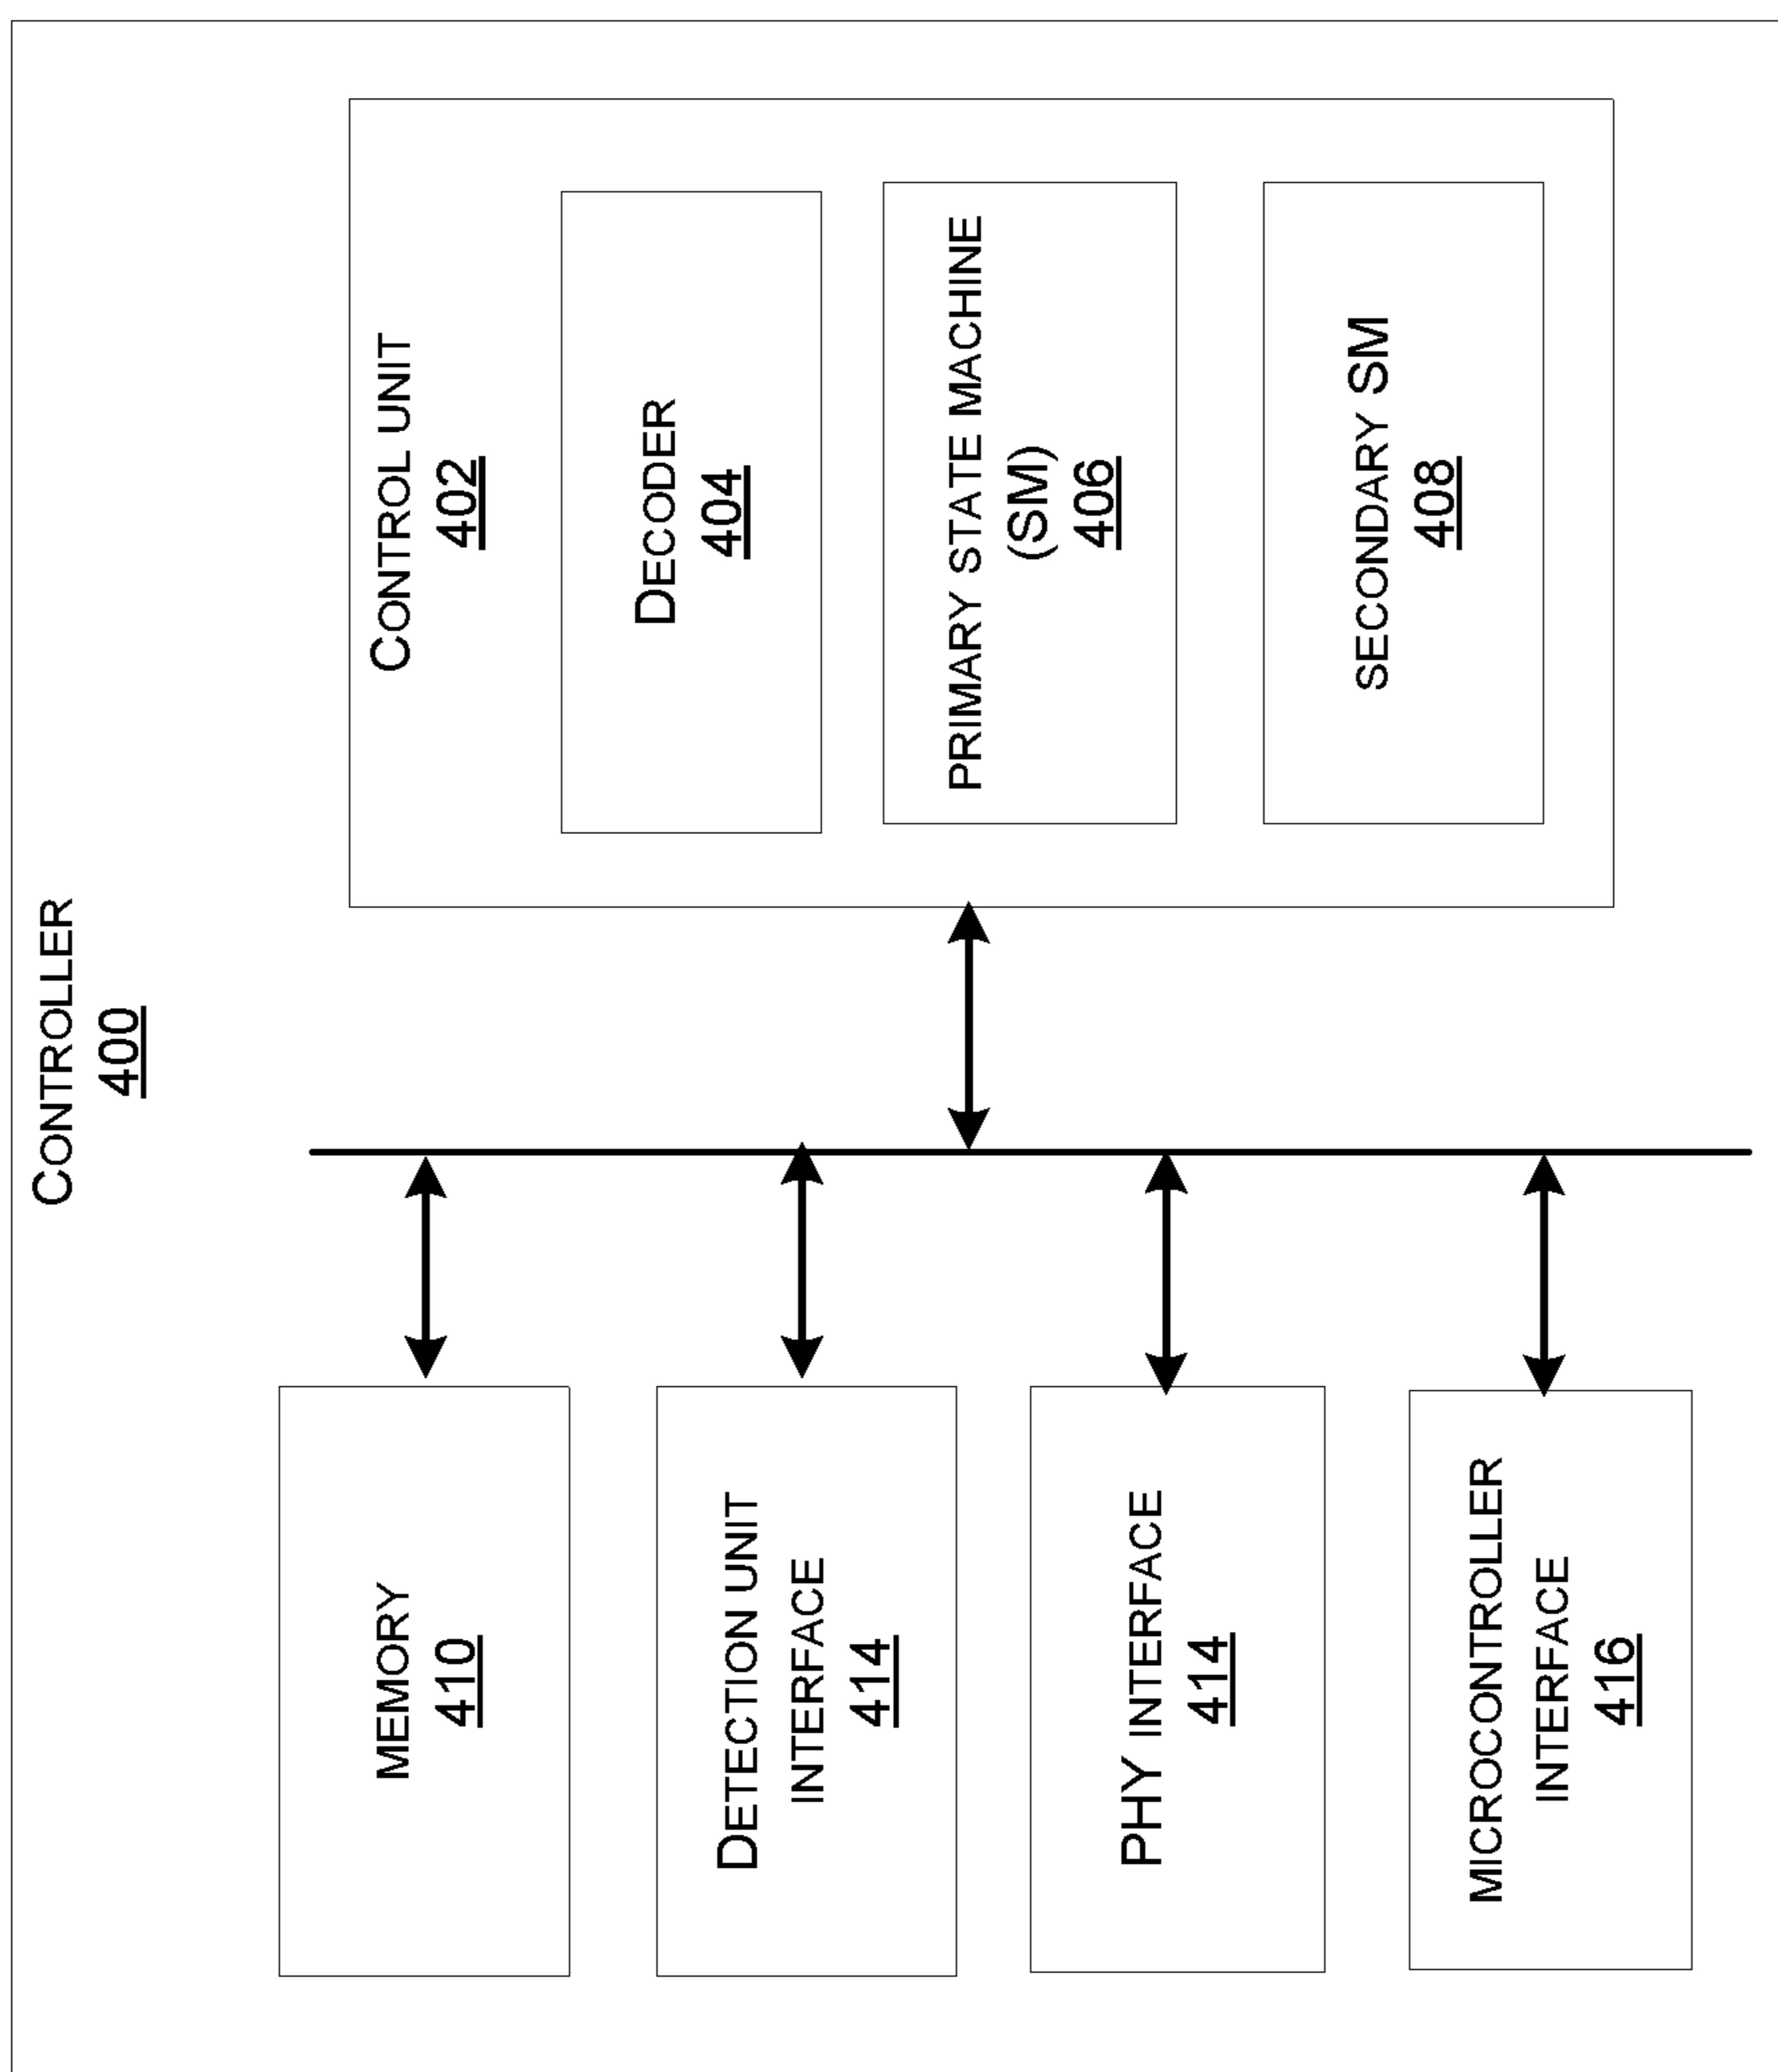 CONTROLLER
400
CONTROL UNIT
402
DECODER
404
PRIMARY STATE MACHINE
(SM)
406
SECONDARY SM
408
MEMORY
410
DETECTION UNIT
INTERFACE
414
PHY INTERFACE
414
MICROCONTROLLER
INTERFACE
416